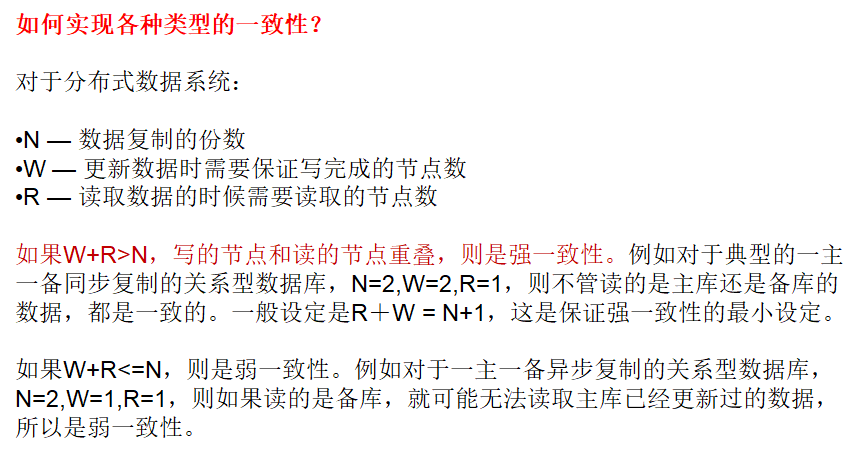 如何实现各种类型的一致性？
对于分布式数据系统：
•N — 数据复制的份数
•W — 更新数据时需要保证写完成的节点数
•R — 读取数据的时候需要读取的节点数
如果W+R>N，写的节点和读的节点重叠，则是强一致性。例如对于典型的一主
一备同步复制的关系型数据库，N=2,W=2,R=1，则不管读的是主库还是备库的
数据，都是一致的。一般设定是R＋W = N+1，这是保证强一致性的最小设定。
如果W+R<=N，则是弱一致性。例如对于一主一备异步复制的关系型数据库，
N=2,W=1,R=1，则如果读的是备库，就可能无法读取主库已经更新过的数据，
所以是弱一致性。